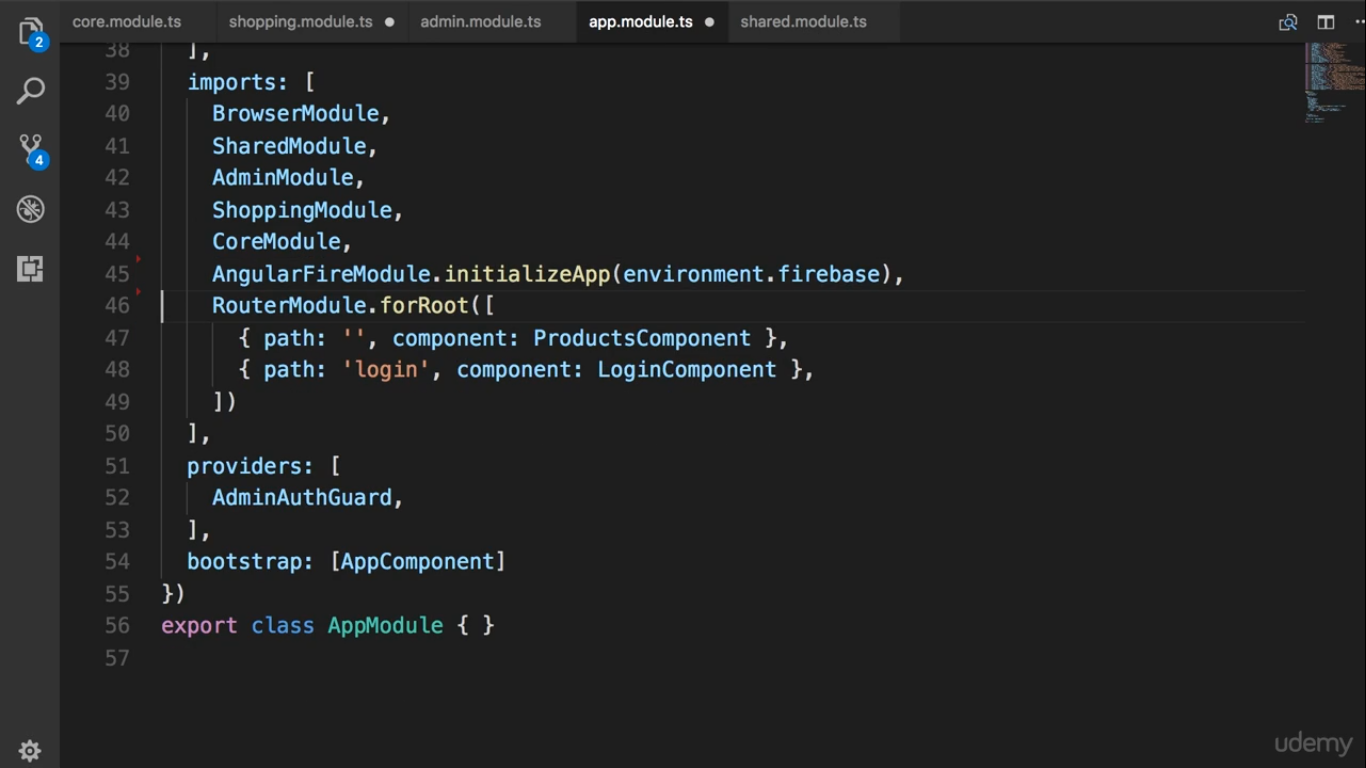 core.module.ts shopping.module.ts admin.module.ts app.module.ts shared.module.ts
2
4
38 ],
39 imports: [
40 BrowserModule,
41 SharedModule,
42 AdminModule,
43 ShoppingModule,
44 CoreModule,
45 AngularFireModule.initializeApp(environment.firebase),
46 RouterModule.forRoot([
47 { path: '', component: ProductsComponent },
48 { path: 'login', component: LoginComponent },
49 ])
50 ],
51 providers: [
52 AdminAuthGuard,
53 ],
54 bootstrap: [AppComponent]
55 })
56 export class AppModule { }
57
udemy